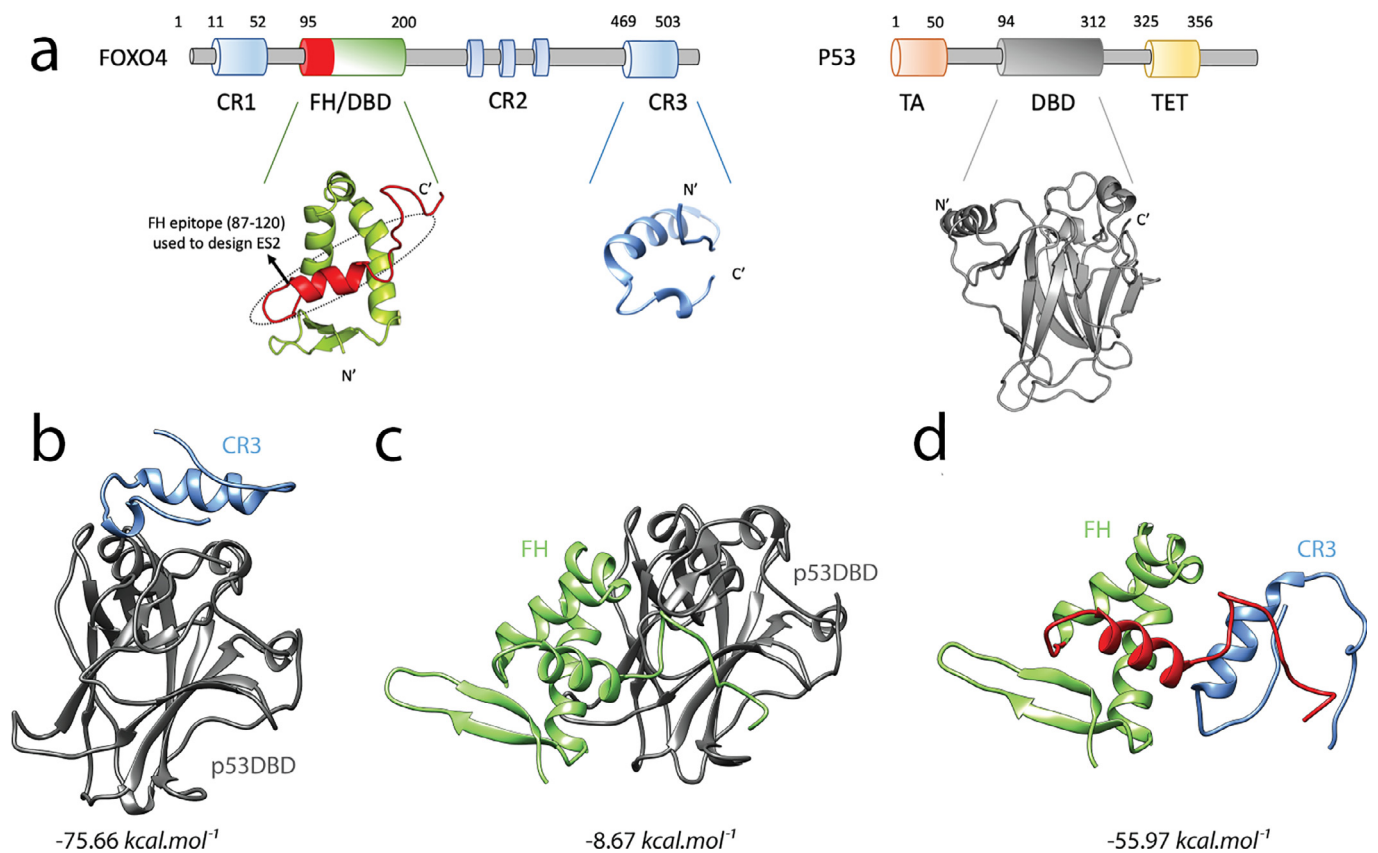 a
1 11 52 95 200 469 503
FOXO4
CR1 FH/DBD CR2 CR3
1 50 94 312 325 356
P53
TA DBD TET
FH epitope (87-120)
used to design ES2
C'
N'
N'
C'
N'
C'
b
CR3
p53DBD
-75.66 kcal.mol⁻¹
c
FH
p53DBD
-8.67 kcal.mol⁻¹
d
FH
CR3
-55.97 kcal.mol⁻¹